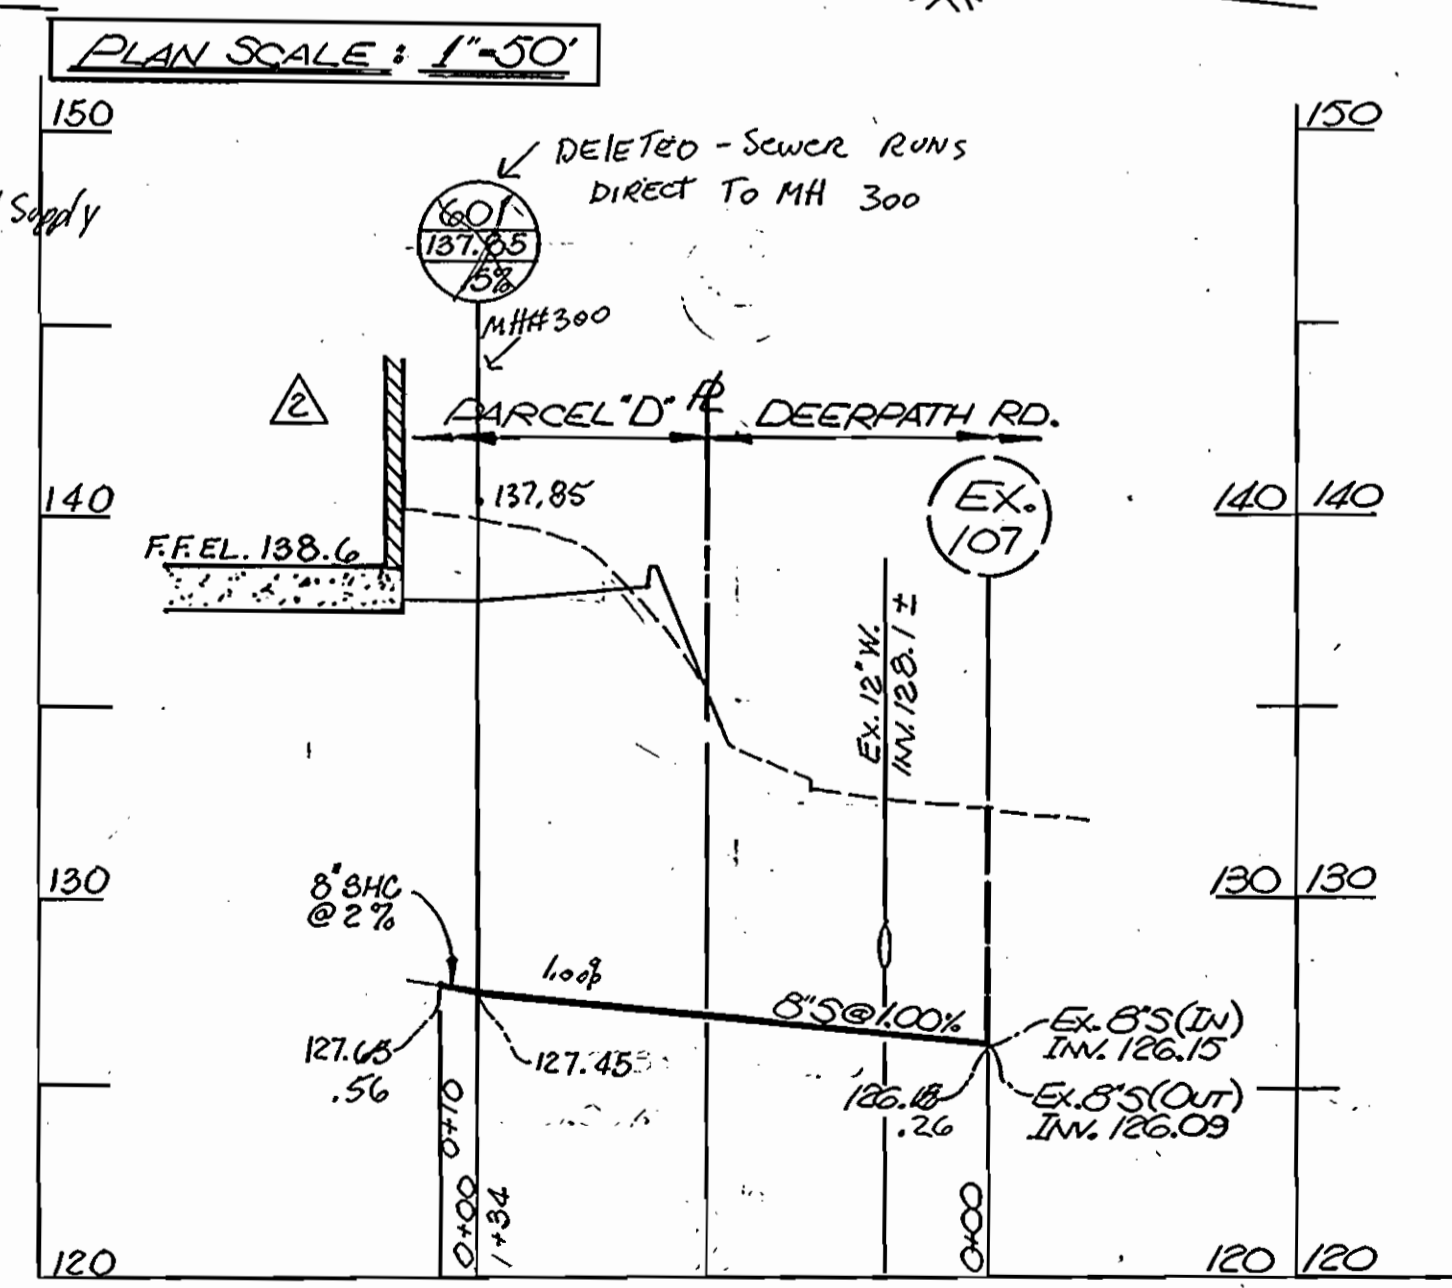 PLAN SCALE: 1"=50'
150
150
DELETED - SEWER RUNS
DIRECT TO MH 300
Supply
601
137.85
5%
MH#300
2
PARCEL "D"
PL
DEERPATH RD.
EX.
107
140
137.85
140 140
F.F. EL. 138.6
EX. 12" W.
INV. 128.1 ±
130
130 130
8" SHC
@ 2%
1.00%
8"S@1.00%
EX. 8"S (IN)
INV. 126.15
127.65
.56
127.45
126.18
.26
EX. 8"S (OUT)
INV. 126.09
0+10
0+00
1+34
0+00
120
120 120